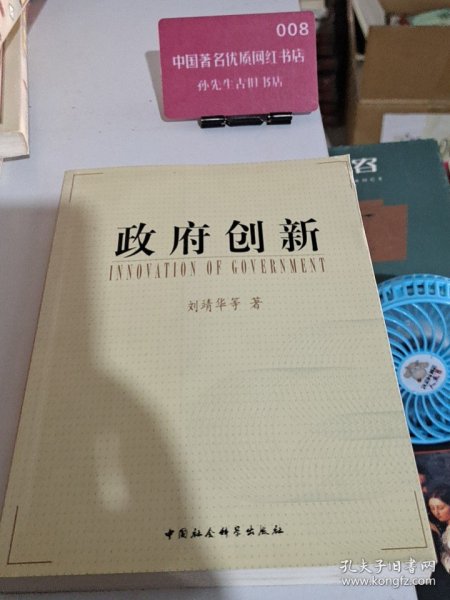 008
中国著名优质网红书店
孙先生古旧书店
政府创新
INNOVATION OF GOVERNMENT
刘靖华等 著
中国社会科学出版社
孔夫子旧书网
www.kongfz.com